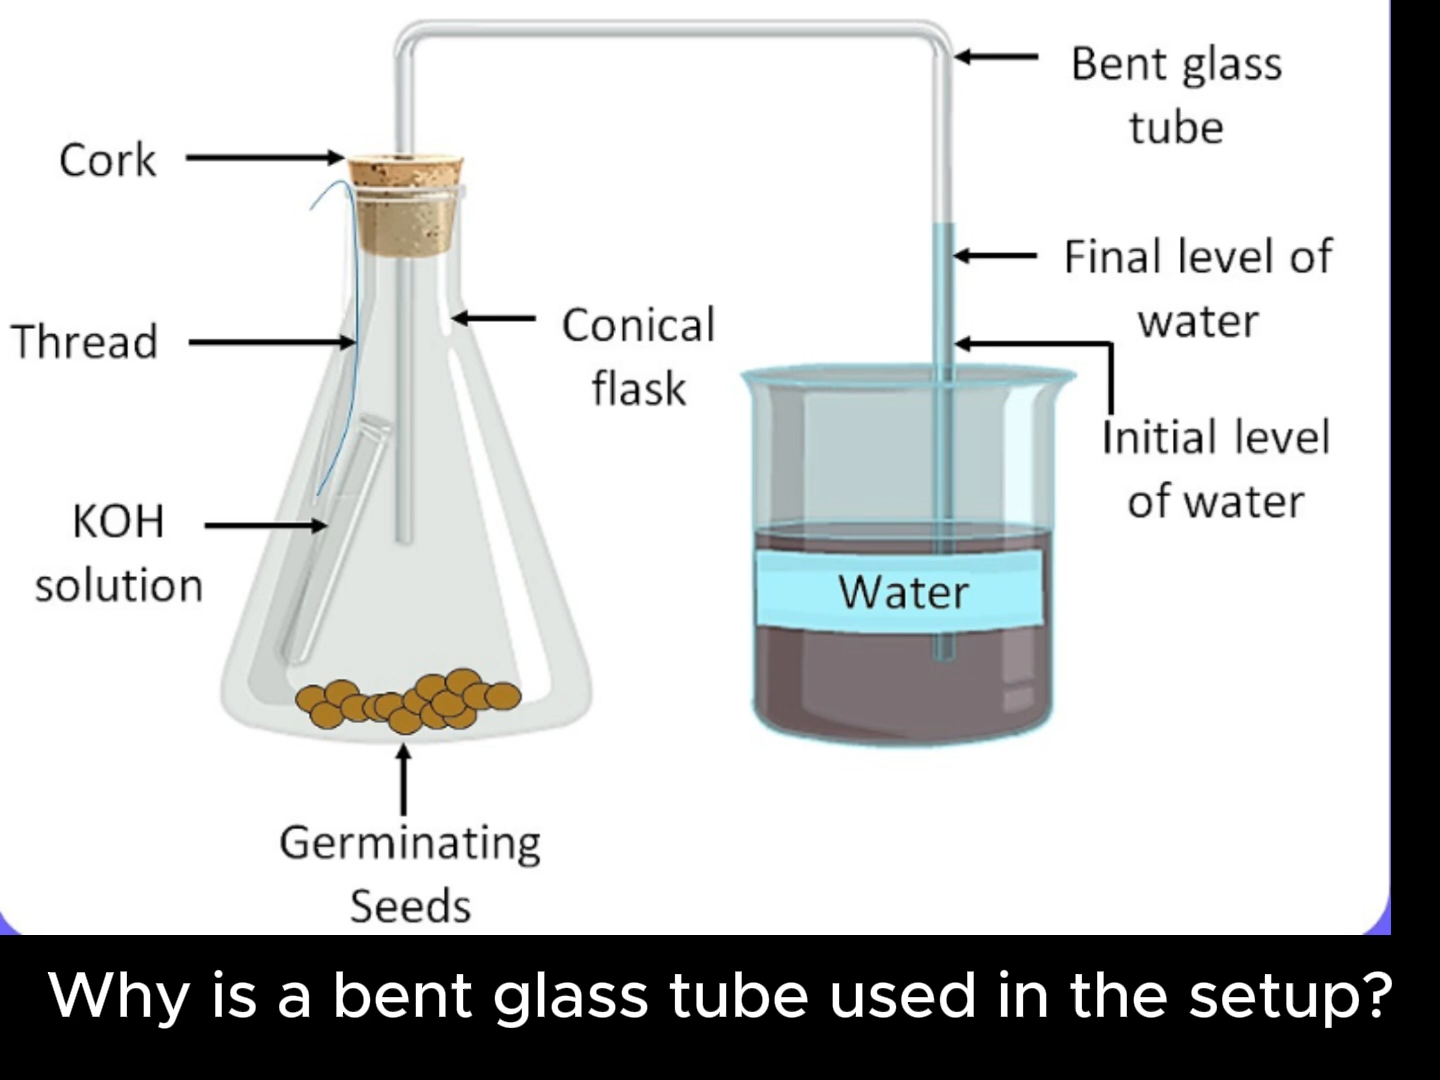 Bent glass
tube
Cork
Final level of
water
Thread
Conical
flask
Initial level
of water
KOH
solution
Water
Germinating
Seeds
Why is a bent glass tube used in the setup?